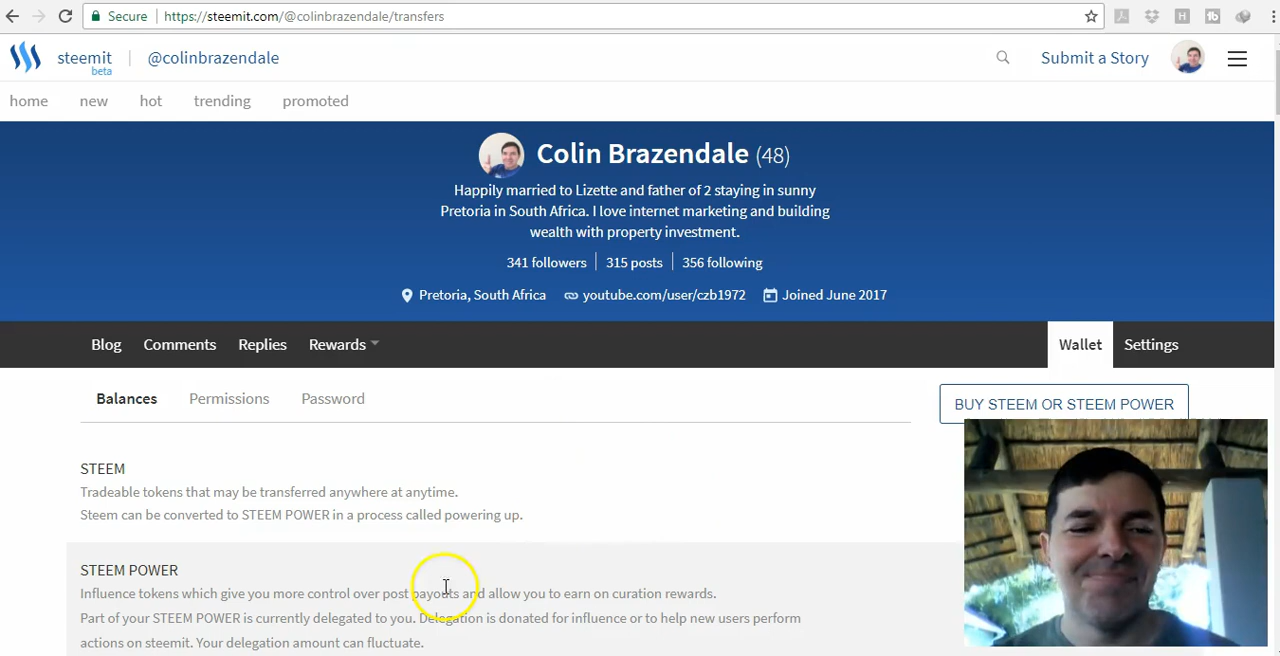 Secure https://steemit.com/@colinbrazendale/transfers
steemit
beta
@colinbrazendale
Submit a Story
home new hot trending promoted
Colin Brazendale (48)
Happily married to Lizette and father of 2 staying in sunny
Pretoria in South Africa. I love internet marketing and building
wealth with property investment.
341 followers 315 posts 356 following
Pretoria, South Africa youtube.com/user/czb1972 Joined June 2017
Blog Comments Replies Rewards Wallet Settings
Balances Permissions Password
BUY STEEM OR STEEM POWER
STEEM
Tradeable tokens that may be transferred anywhere at anytime.
Steem can be converted to STEEM POWER in a process called powering up.
STEEM POWER
Influence tokens which give you more control over post payouts and allow you to earn on curation rewards.
Part of your STEEM POWER is currently delegated to you. Delegation is donated for influence or to help new users perform
actions on steemit. Your delegation amount can fluctuate.